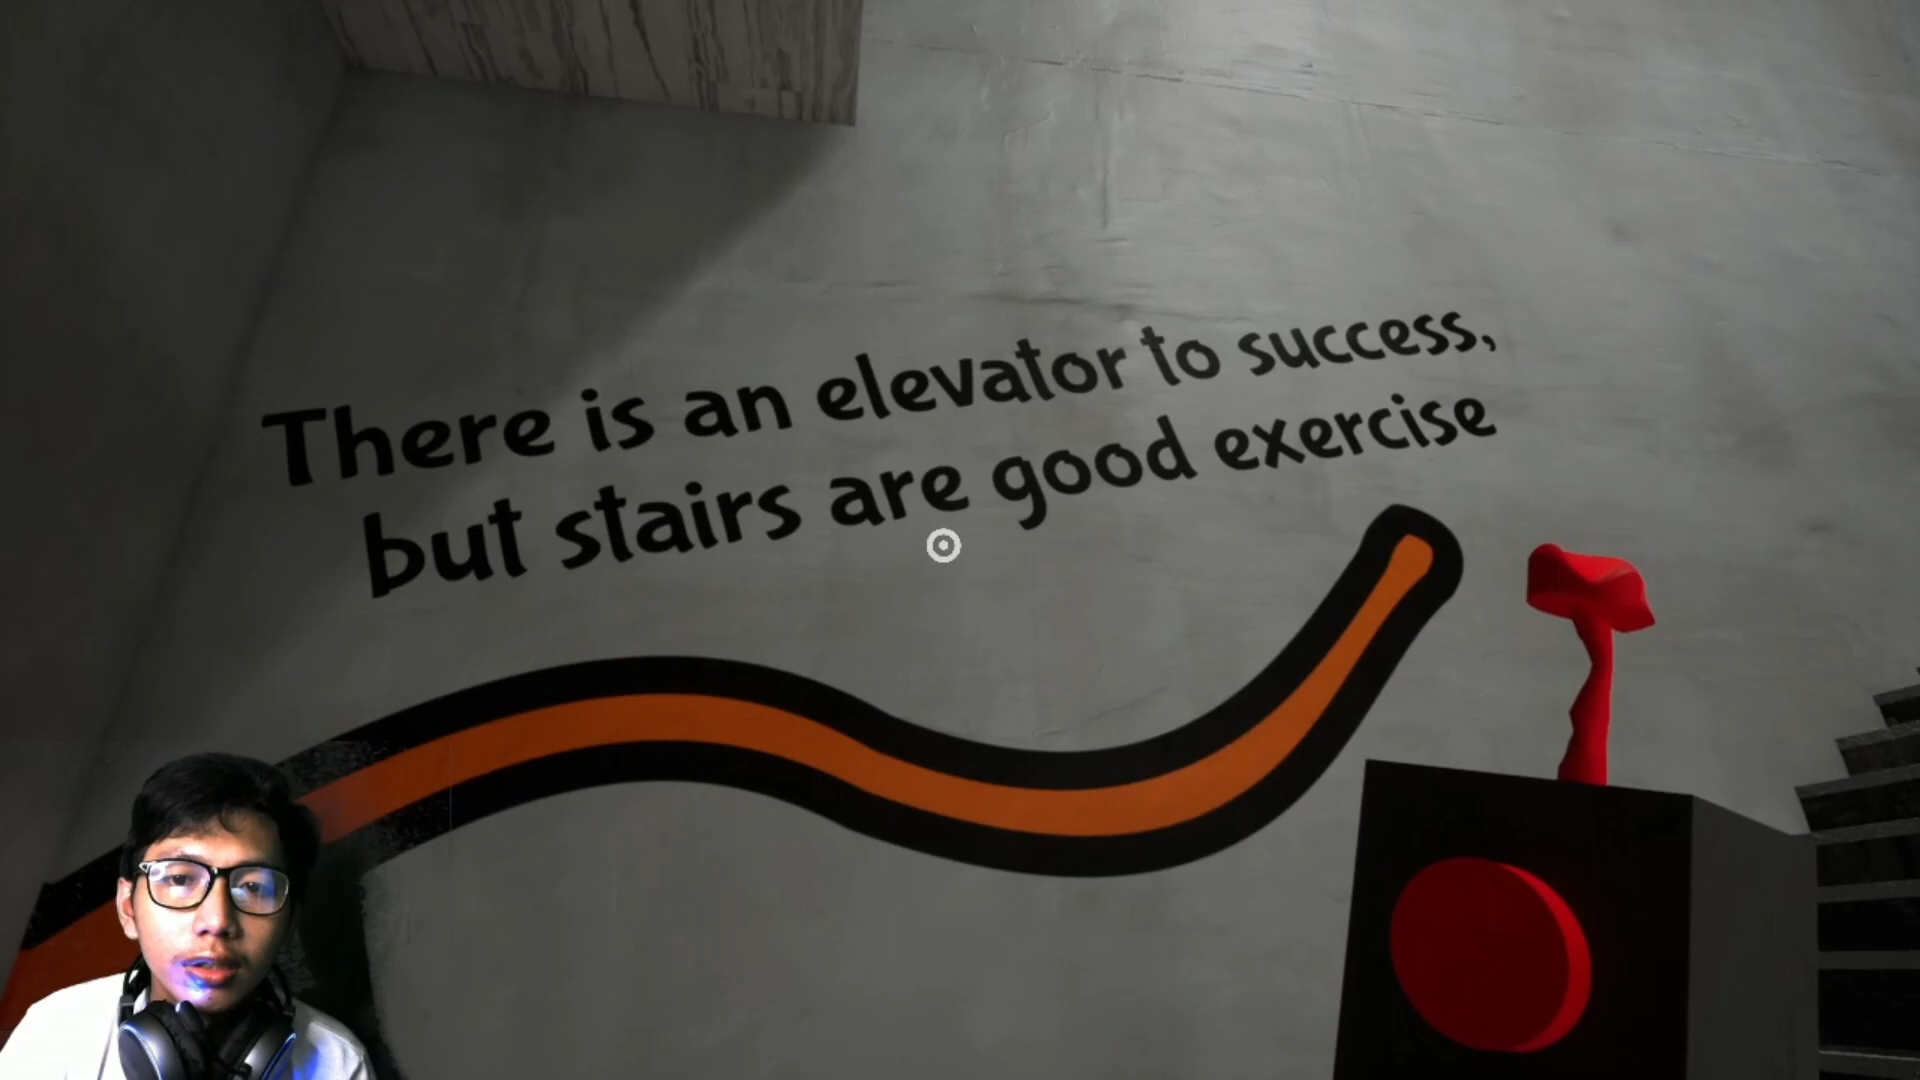 There is an elevator to success,
but stairs are good exercise